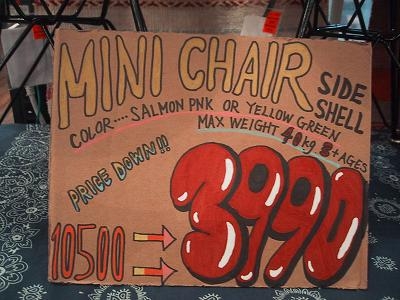 MINI CHAIR SIDE SHELL
COLOR.... SALMON PNK OR YELLOW GREEN
MAX WEIGHT 40kg 8+AGES
PRICE DOWN!!
10500 3990